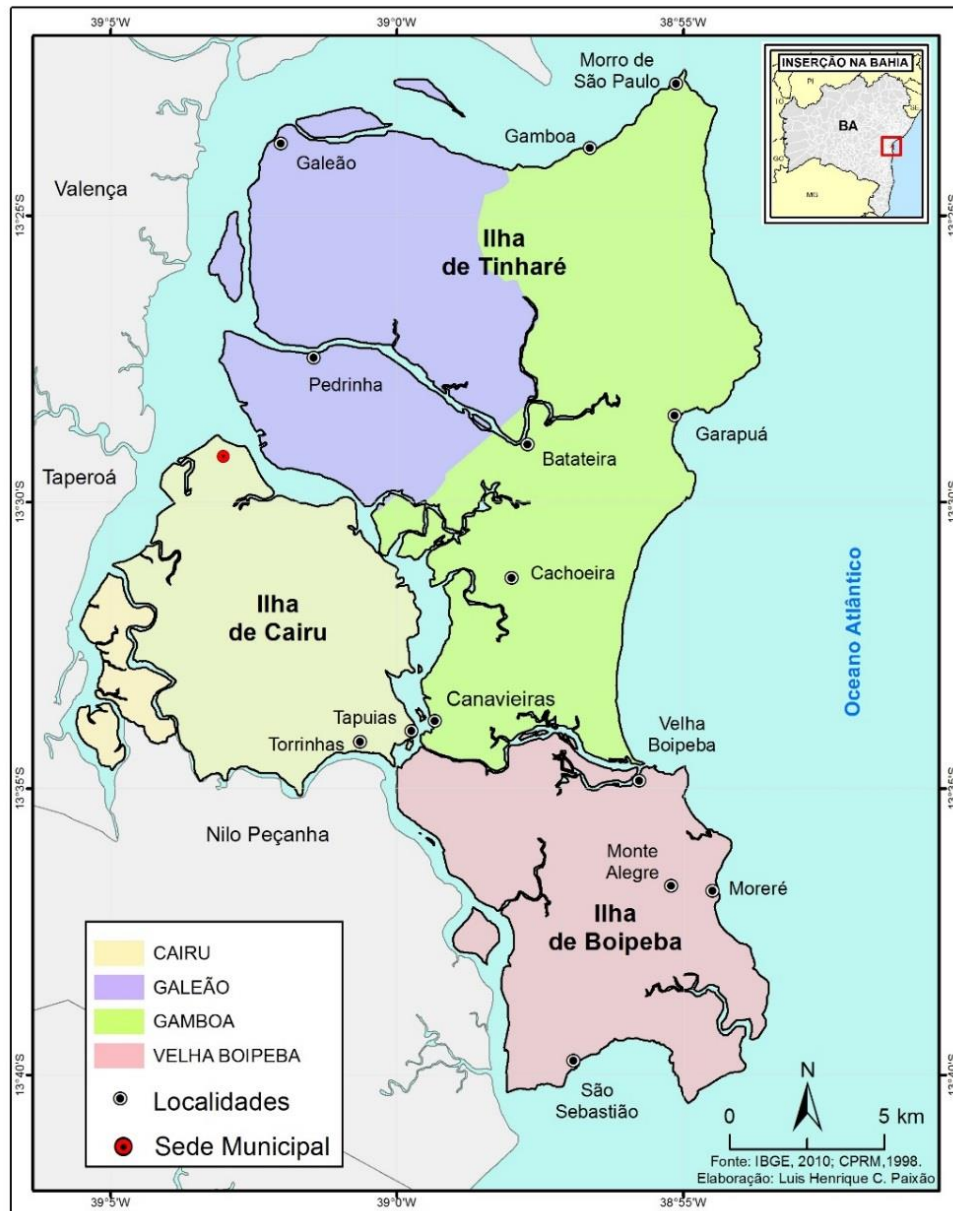 39°5'W
39°0'W
38°55'W
Morro de
São Paulo
INSERÇÃO NA BAHIA
PI
TO
BA
GO
MG
Gamboa
Galeão
Valença
13°25'S
13°25'S
Ilha
de Tinharé
Pedrinha
Garapuá
Batateira
Taperoá
13°30'S
13°30'S
Cachoeira
Ilha
de Cairu
Oceano Atlântico
Canavieiras
Tapuias
Torrinhas
Velha
Boipeba
13°35'S
13°35'S
Nilo Peçanha
Monte
Alegre
Moreré
Ilha
de Boipeba
CAIRU
GALEÃO
GAMBOA
VELHA BOIPEBA
Localidades
Sede Municipal
13°40'S
13°40'S
São
Sebastião
N
0 5 km
Fonte: IBGE, 2010; CPRM,1998.
Elaboração: Luis Henrique C. Paixão
39°5'W
39°0'W
38°55'W